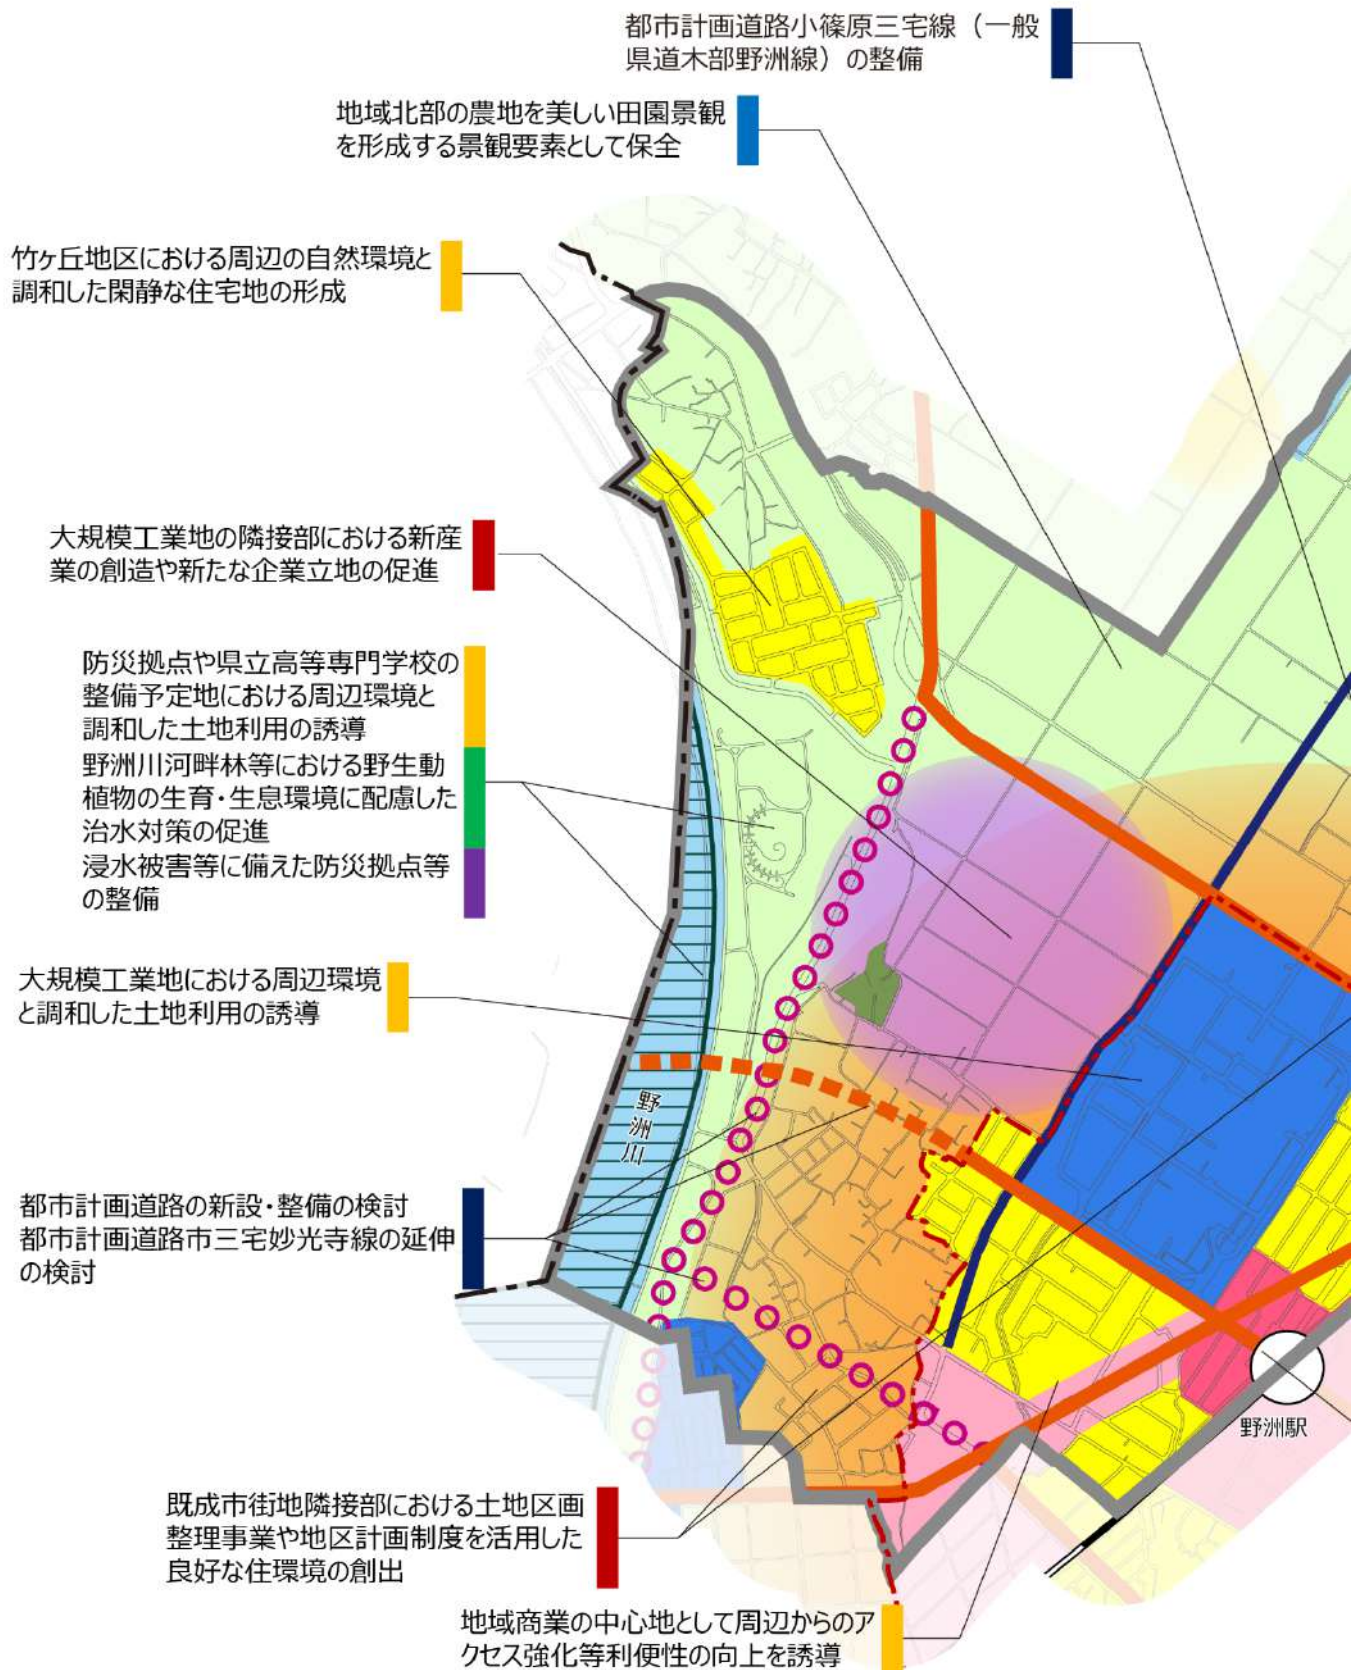 都市計画道路小篠原三宅線（一般
県道木部野洲線）の整備
地域北部の農地を美しい田園景観
を形成する景観要素として保全
竹ヶ丘地区における周辺の自然環境と
調和した閑静な住宅地の形成
大規模工業地の隣接部における新産
業の創造や新たな企業立地の促進
防災拠点や県立高等専門学校の
整備予定地における周辺環境と
調和した土地利用の誘導
野洲川河畔林等における野生動
植物の生育・生息環境に配慮した
治水対策の促進
浸水被害等に備えた防災拠点等
の整備
大規模工業地における周辺環境
と調和した土地利用の誘導
野洲川
都市計画道路の新設・整備の検討
都市計画道路市三宅妙光寺線の延伸
の検討
野洲駅
既成市街地隣接部における土地区画
整理事業や地区計画制度を活用した
良好な住環境の創出
地域商業の中心地として周辺からのア
クセス強化等利便性の向上を誘導